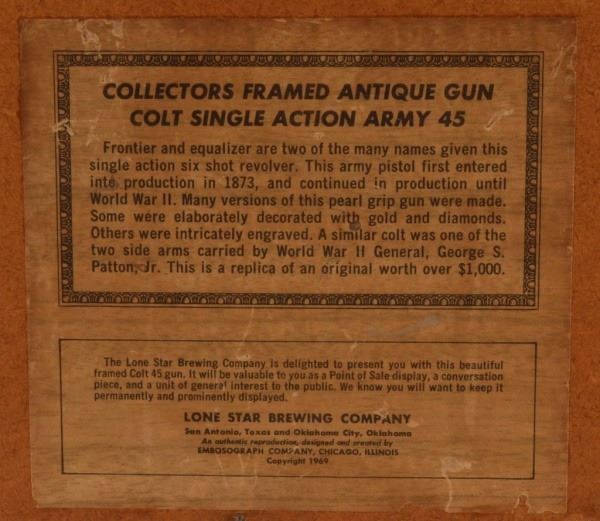 COLLECTORS FRAMED ANTIQUE GUN
COLT SINGLE ACTION ARMY 45
Frontier and equalizer are two of the many names given this
single action six shot revolver. This army pistol first entered
into production in 1873, and continued in production until
World War II. Many versions of this pearl grip gun were made.
Some were elaborately decorated with gold and diamonds.
Others were intricately engraved. A similar colt was one of the
two side arms carried by World War II General, George S.
Patton, Jr. This is a replica of an original worth over $1,000.
The Lone Star Brewing Company is delighted to present you with this beautiful
framed Colt 45 gun. It will be valuable to you as a Point of Sale display, a conversation
piece, and a unit of general interest to the public. We know you will want to keep it
permanently and prominently displayed.
LONE STAR BREWING COMPANY
San Antonio, Texas and Oklahoma City, Oklahoma
An authentic reproduction, designed and created by
EMBOSOGRAPH COMPANY, CHICAGO, ILLINOIS
Copyright 1969